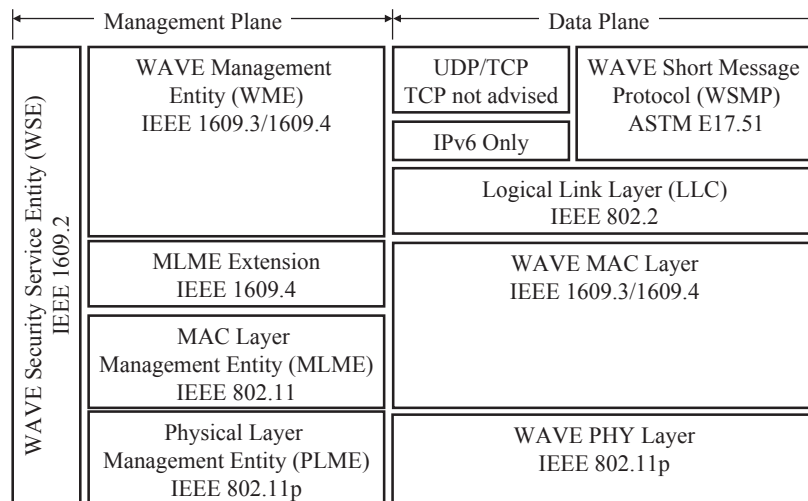 Management Plane
Data Plane
WAVE Security Service Entity (WSE)
IEEE 1609.2
WAVE Management
Entity (WME)
IEEE 1609.3/1609.4
MLME Extension
IEEE 1609.4
MAC Layer
Management Entity (MLME)
IEEE 802.11
Physical Layer
Management Entity (PLME)
IEEE 802.11p
UDP/TCP
TCP not advised
IPv6 Only
WAVE Short Message
Protocol (WSMP)
ASTM E17.51
Logical Link Layer (LLC)
IEEE 802.2
WAVE MAC Layer
IEEE 1609.3/1609.4
WAVE PHY Layer
IEEE 802.11p